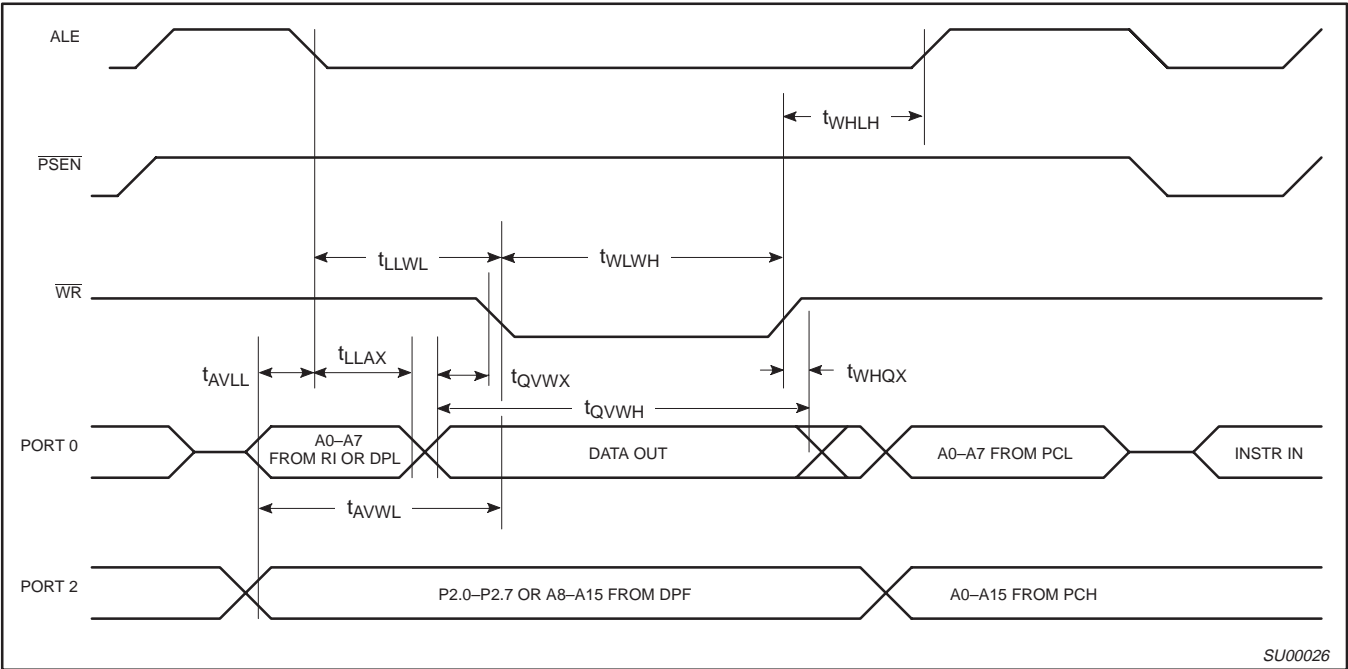 ALE
tWHLH
PSEN
tLLWL
tWLWH
WR
tAVLL
tLLAX
tQVWX
tWHQX
tQVWH
PORT 0
A0–A7
FROM RI OR DPL
DATA OUT
A0–A7 FROM PCL
INSTR IN
tAVWL
PORT 2
P2.0–P2.7 OR A8–A15 FROM DPF
A0–A15 FROM PCH
SU00026